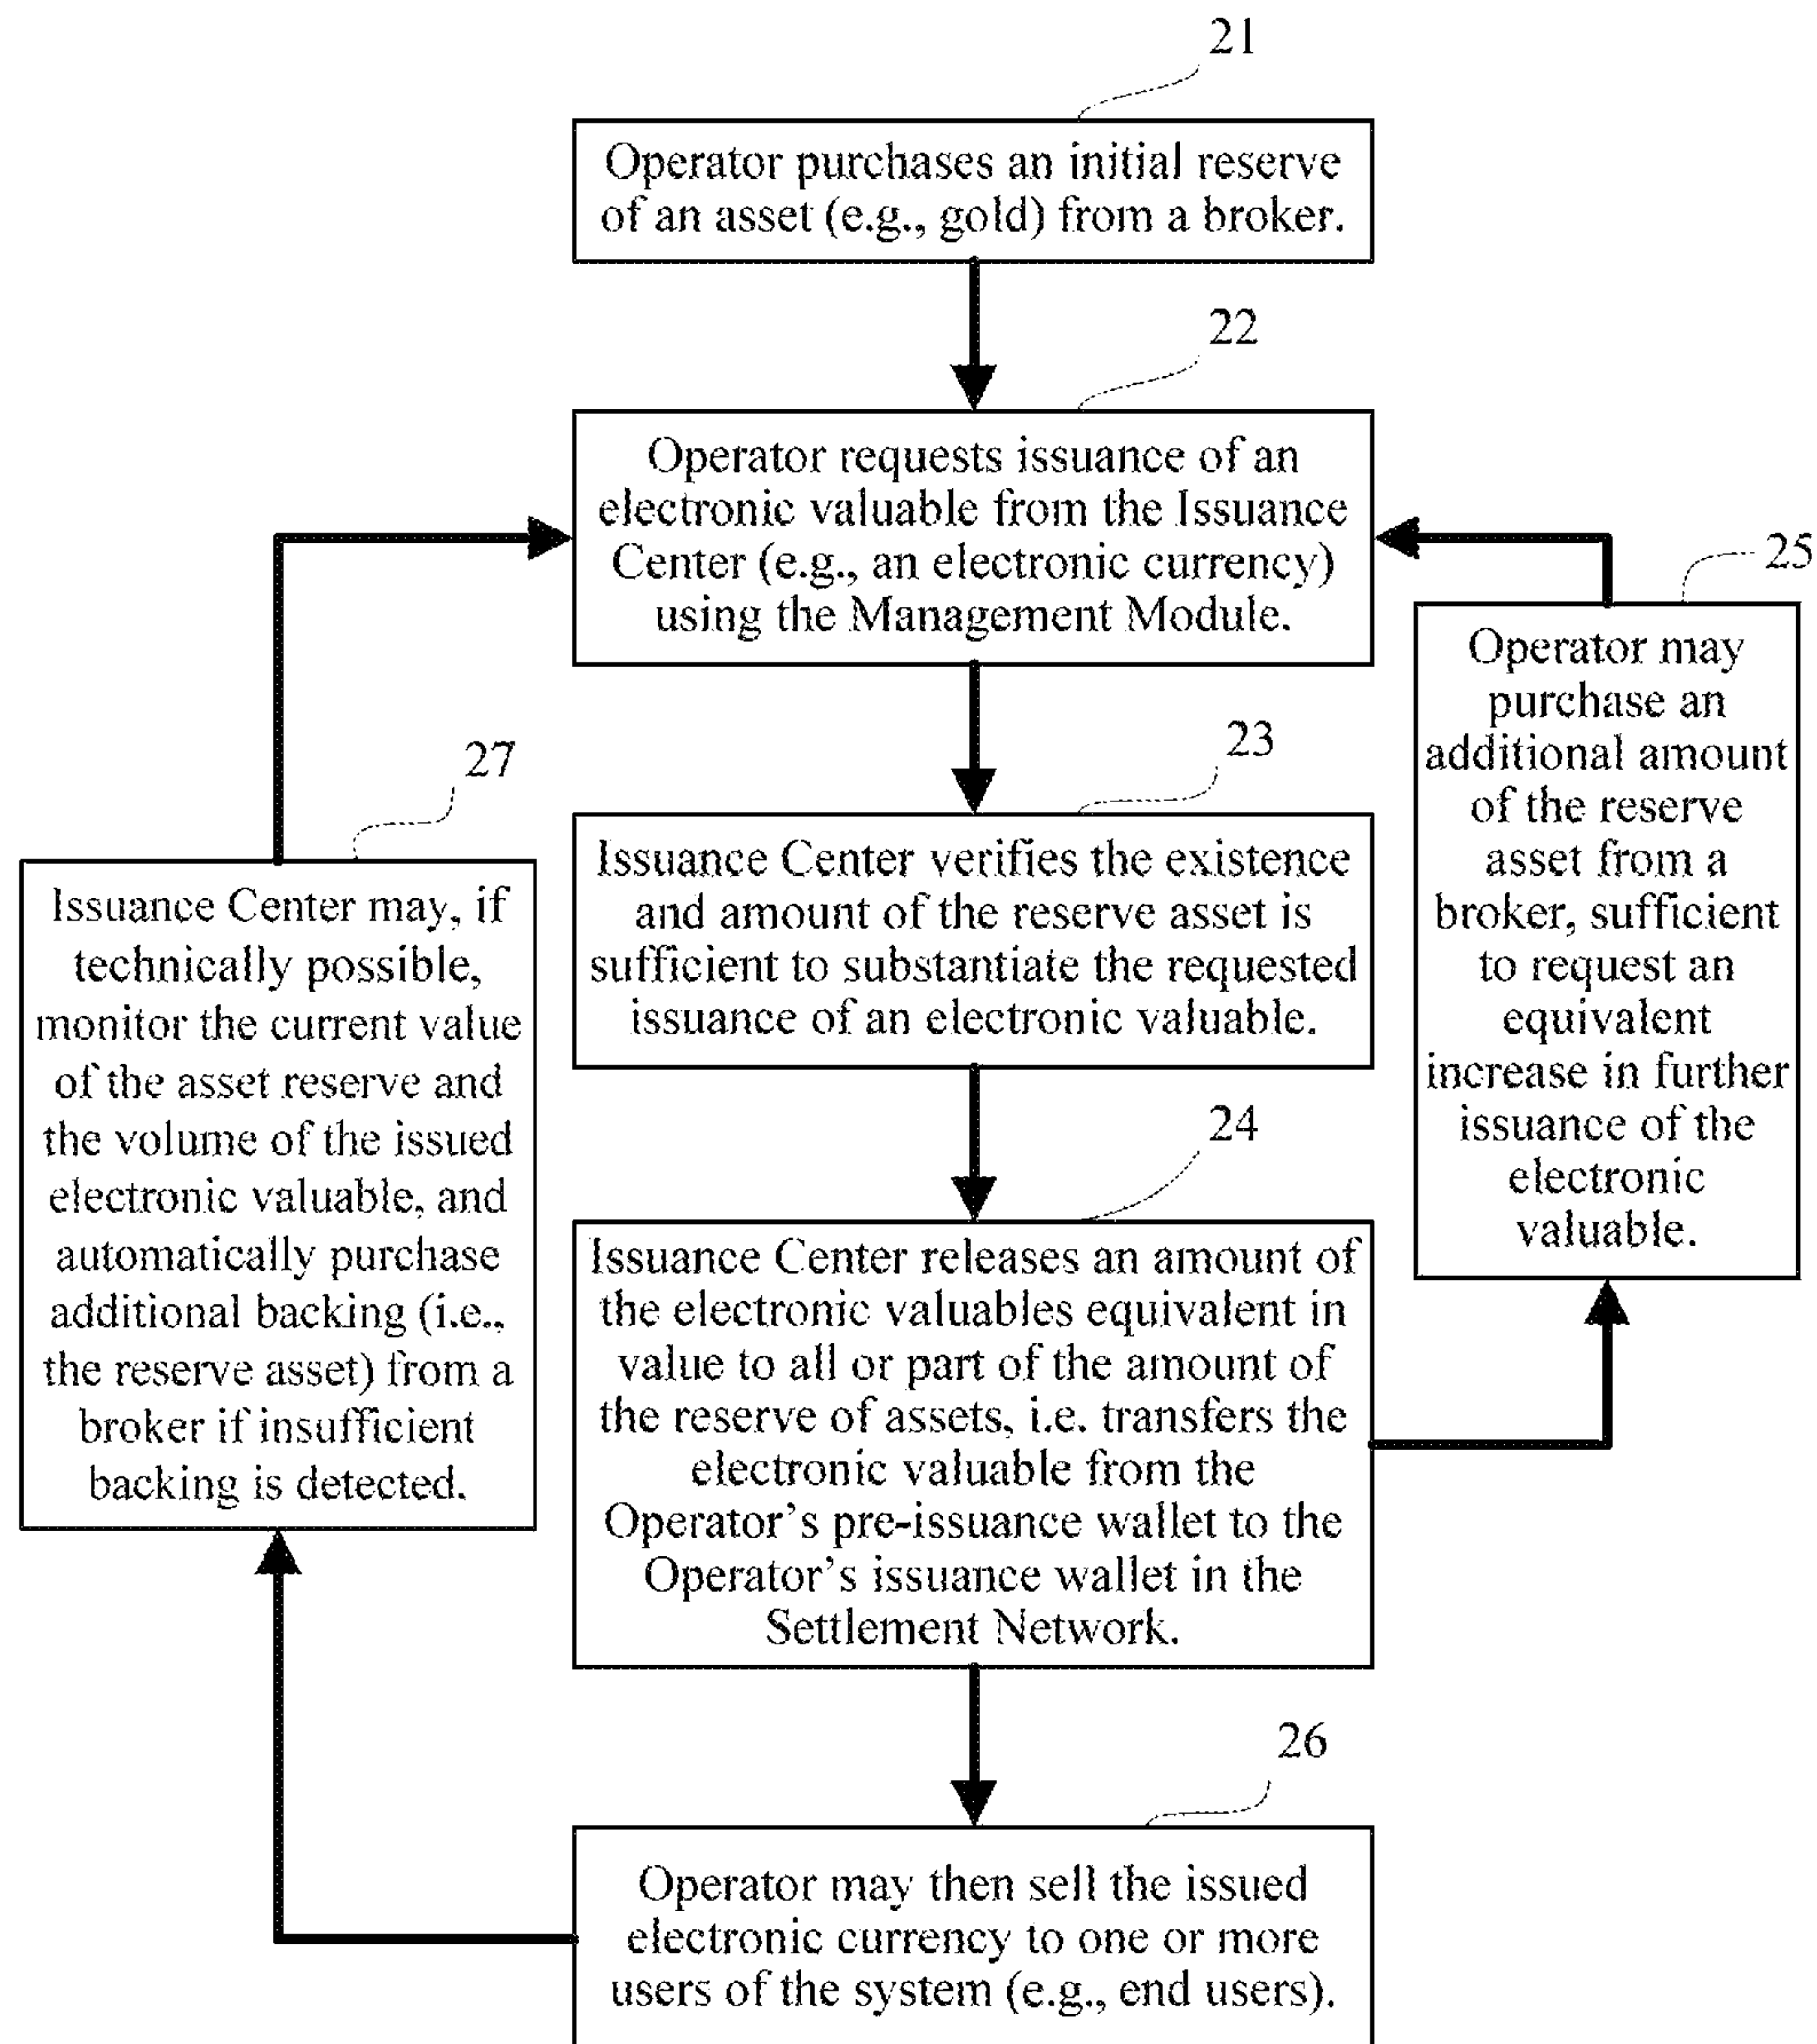 21
Operator purchases an initial reserve
of an asset (e.g., gold) from a broker.
22
Operator requests issuance of an
electronic valuable from the Issuance
Center (e.g., an electronic currency)
using the Management Module.
25
Operator may
purchase an
additional amount
of the reserve
asset from a
broker, sufficient
to request an
equivalent
increase in further
issuance of the
electronic
valuable.
23
Issuance Center verifies the existence
and amount of the reserve asset is
sufficient to substantiate the requested
issuance of an electronic valuable.
27
Issuance Center may, if
technically possible,
monitor the current value
of the asset reserve and
the volume of the issued
electronic valuable, and
automatically purchase
additional backing (i.e.,
the reserve asset) from a
broker if insufficient
backing is detected.
24
Issuance Center releases an amount of
the electronic valuables equivalent in
value to all or part of the amount of
the reserve of assets, i.e. transfers the
electronic valuable from the
Operator’s pre-issuance wallet to the
Operator’s issuance wallet in the
Settlement Network.
26
Operator may then sell the issued
electronic currency to one or more
users of the system (e.g., end users).